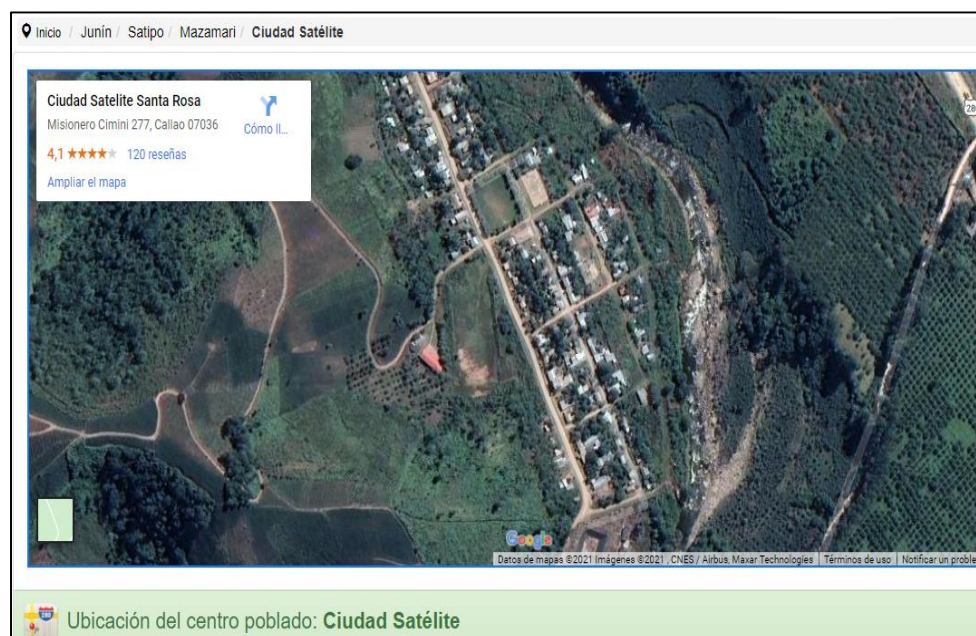 Inicio / Junín / Satipo / Mazamari / Ciudad Satélite
Ciudad Satelite Santa Rosa
Misionero Cimini 277, Callao 07036
Cómo ll...
4,1 ★★★★★ 120 reseñas
Ampliar el mapa
28
Google
Datos de mapas ©2021 Imágenes ©2021 , CNES / Airbus, Maxar Technologies Términos de uso Notificar un proble
Ubicación del centro poblado: Ciudad Satélite